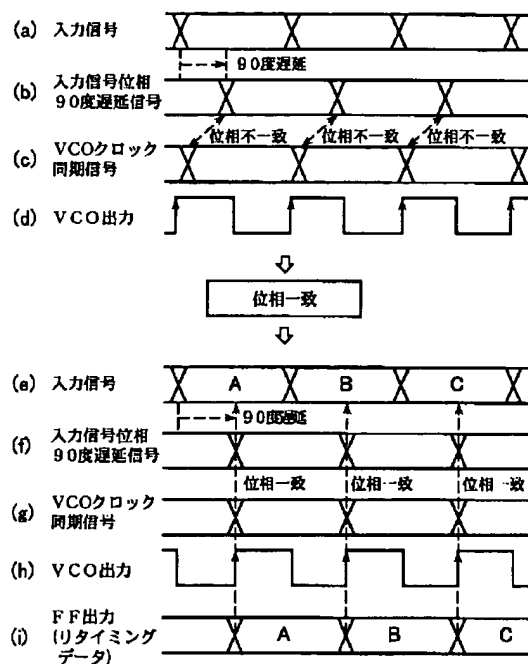 (a) 入力信号
90度遅延
(b) 入力信号位相
90度遅延信号
位相不一致 位相不一致 位相不一致
(c) VCOクロック
同期信号
(d) VCO出力
位相一致
(e) 入力信号 A B C
90度遅延
(f) 入力信号位相
90度遅延信号
位相一致 位相一致 位相一致
(g) VCOクロック
同期信号
(h) VCO出力
(i) FF出力
(リタイミング
データ)
A B C